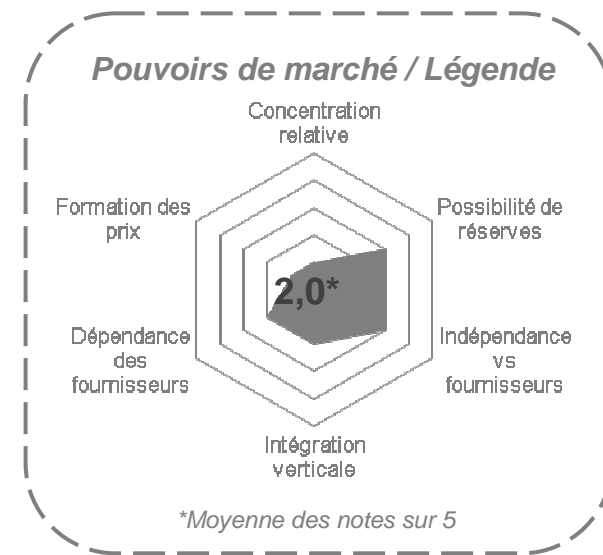 Pouvoirs de marché / Légende
Concentration
relative
Formation des
prix
Possibilité de
réserves
2,0*
Dépendance
des
fournisseurs
Indépendance
vs
fournisseurs
Intégration
verticale
*Moyenne des notes sur 5